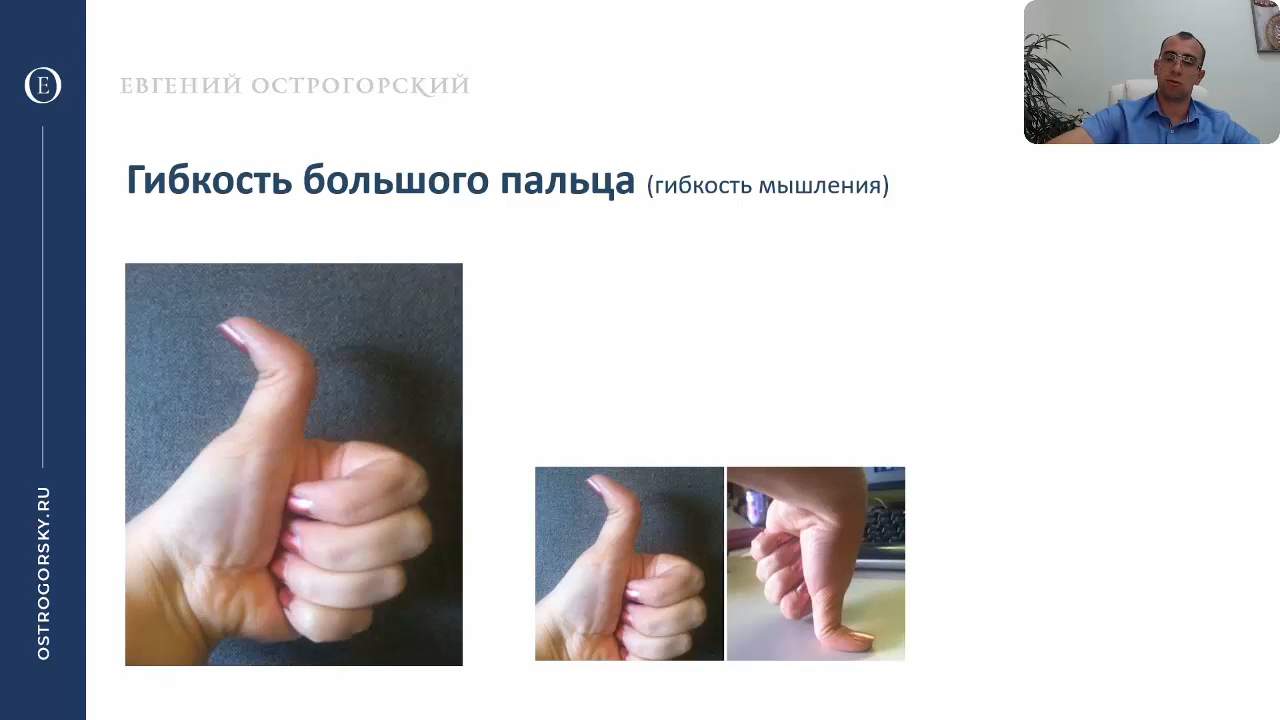 Е
ЕВГЕНИЙ ОСТРОГОРСКИЙ
Гибкость большого пальца (гибкость мышления)
OSTROGORSKY.RU